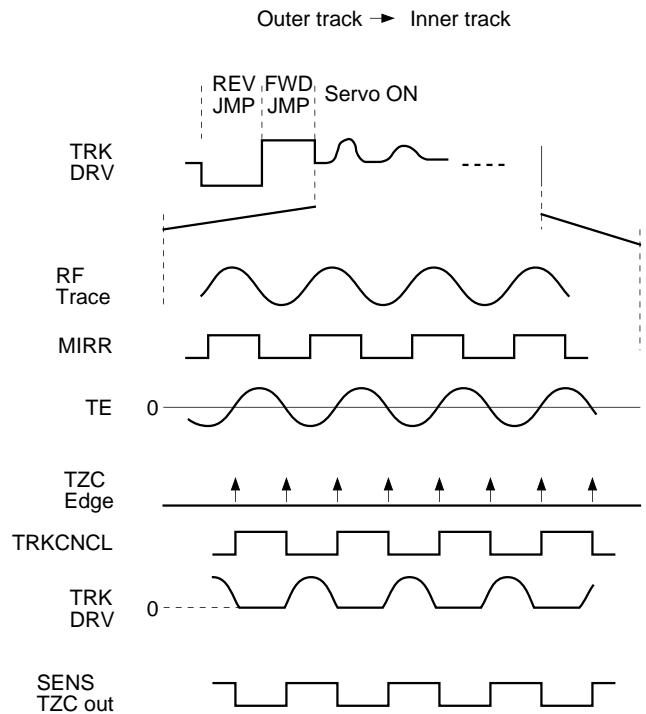 Outer track → Inner track
REV FWD
JMP JMP
Servo ON
TRK
DRV
RF
Trace
MIRR
TE 0
TZC
Edge
TRKCNCL
TRK
DRV
0
SENS
TZC out